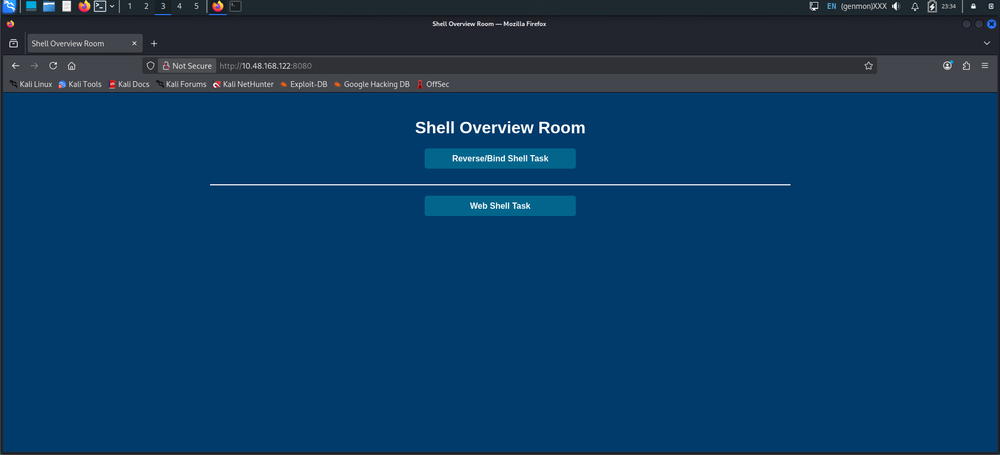 1 2 3 4 5 EN (genmon)XXX 23:34
Shell Overview Room — Mozilla Firefox
Shell Overview Room
Not Secure http://10.48.168.122:8080
Kali Linux Kali Tools Kali Docs Kali Forums Kali NetHunter Exploit-DB Google Hacking DB OffSec
Shell Overview Room
Reverse/Bind Shell Task
Web Shell Task